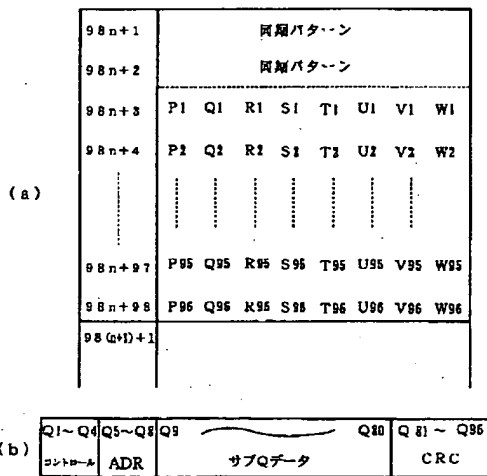 98n+1 同期パターン
98n+2 同期パターン
98n+3 P1 Q1 R1 S1 T1 U1 V1 W1
98n+4 P2 Q2 R2 S2 T2 U2 V2 W2
(a)
98n+97 P95 Q95 R95 S95 T95 U95 V95 W95
98n+98 P96 Q96 R96 S96 T96 U96 V96 W96
98(n+1)+1
(b) Q1~Q4 Q5~Q8 Q9 Q80 Q81~Q96
コントロール ADR サブQデータ CRC